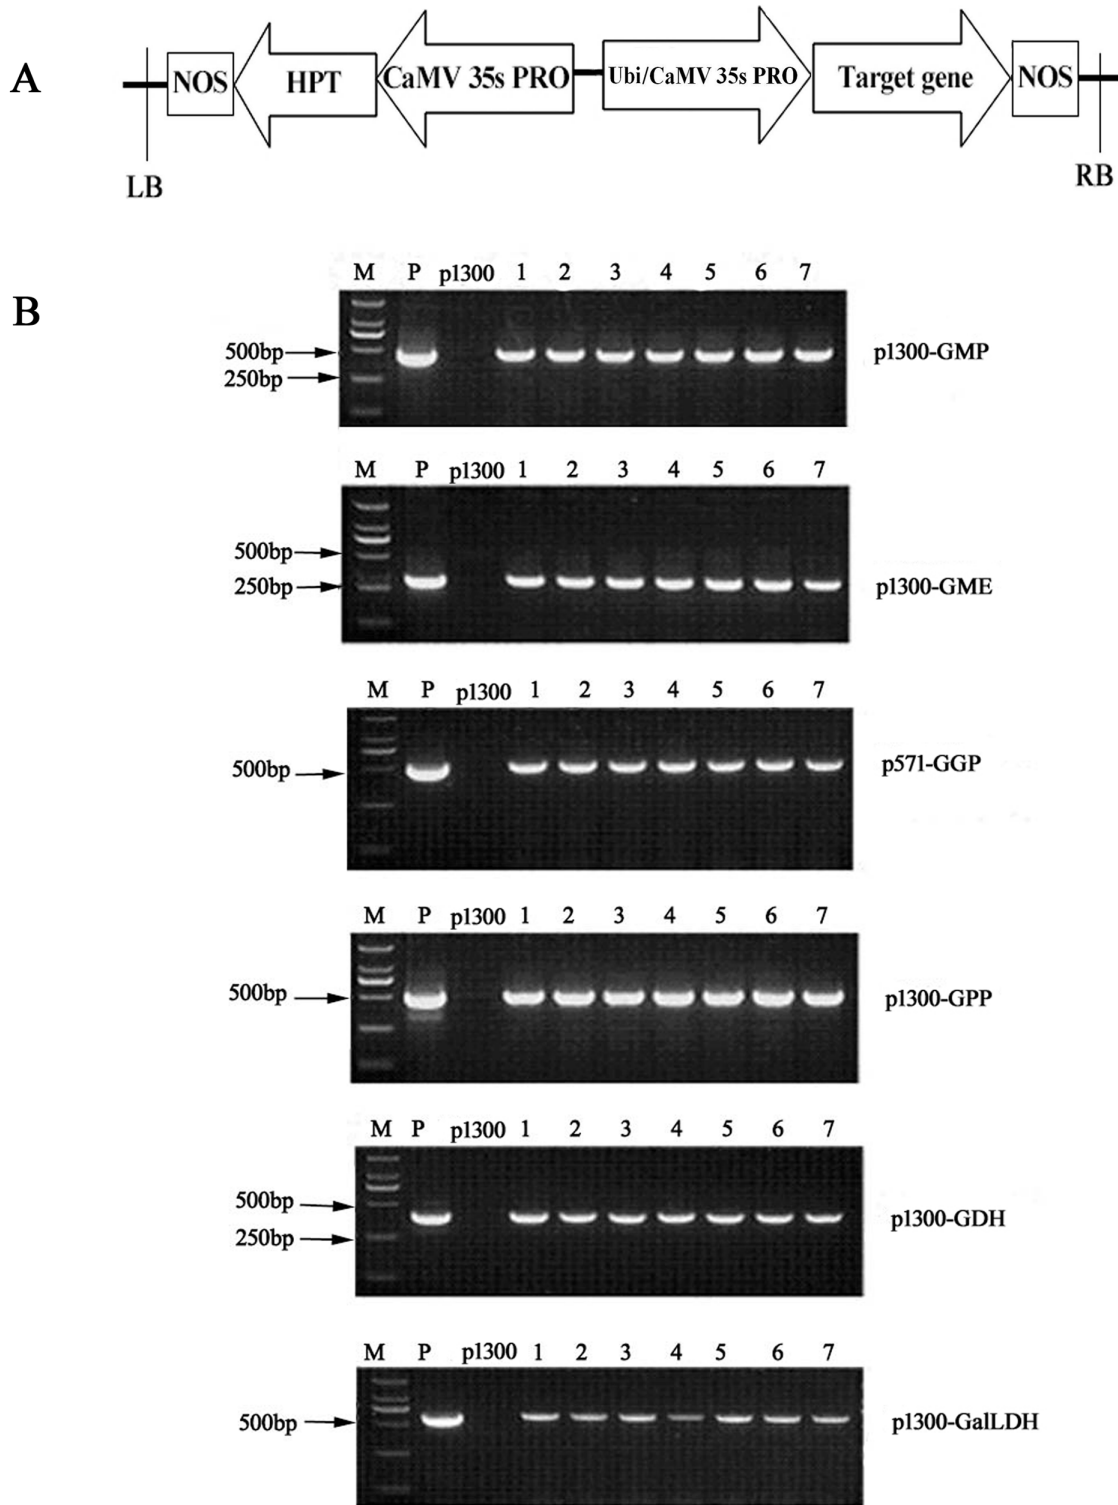 A
NOS HPT CaMV 35s PRO Ubi/CaMV 35s PRO Target gene NOS
LB RB
B
M P p1300 1 2 3 4 5 6 7
500bp
250bp
p1300-GMP
M P p1300 1 2 3 4 5 6 7
500bp
250bp
p1300-GME
M P p1300 1 2 3 4 5 6 7
500bp
p571-GGP
M P p1300 1 2 3 4 5 6 7
500bp
p1300-GPP
M P p1300 1 2 3 4 5 6 7
500bp
250bp
p1300-GDH
M P p1300 1 2 3 4 5 6 7
500bp
p1300-GalLDH